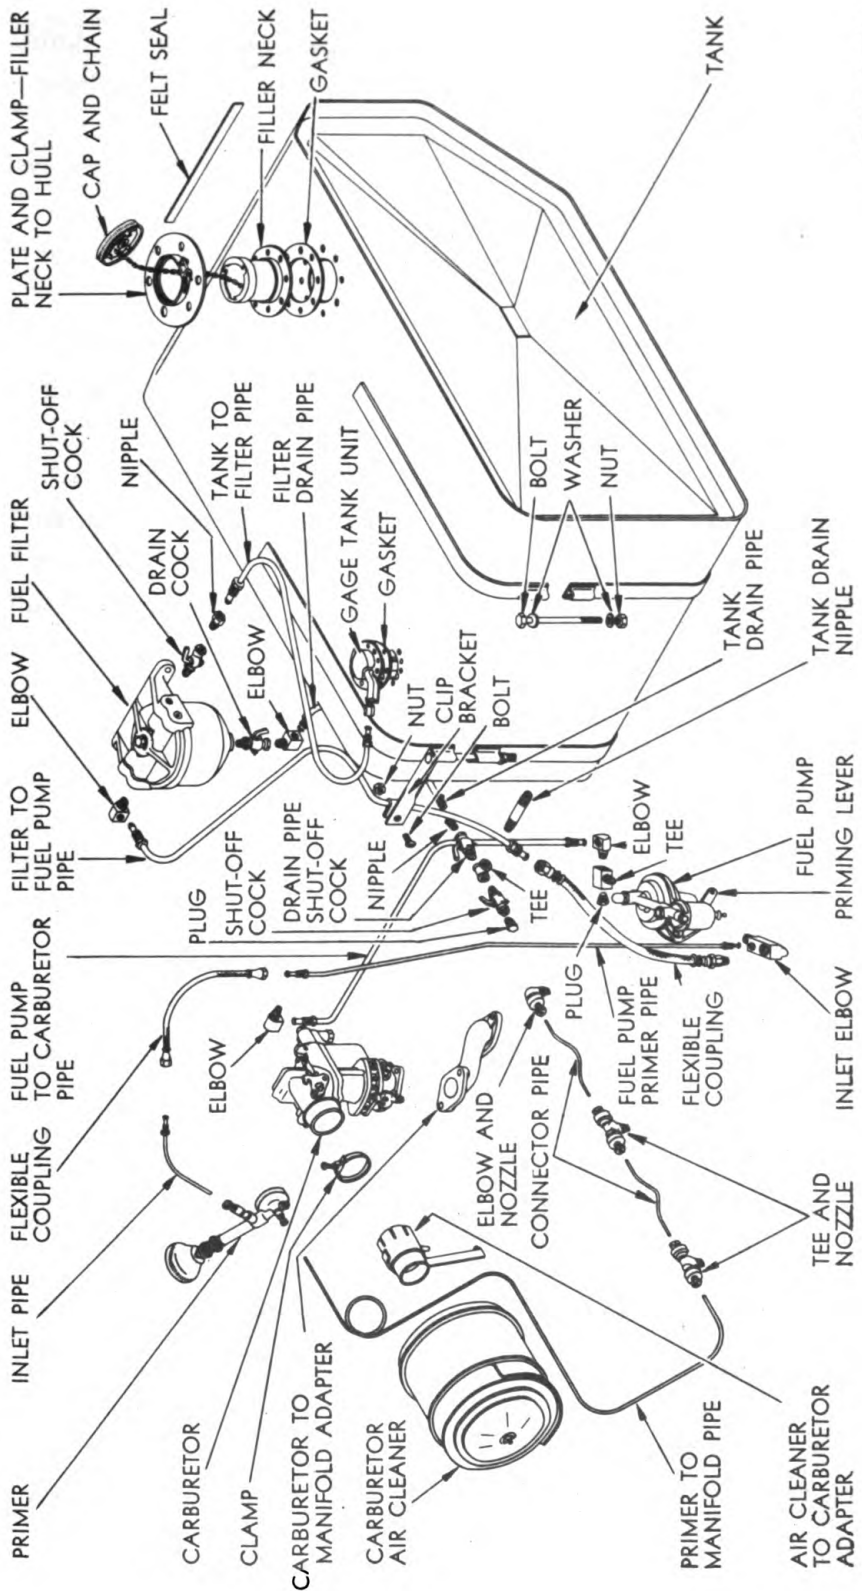 PRIMER
INLET PIPE
FLEXIBLE
COUPLING
FUEL PUMP
TO CARBURETOR
PIPE
FILTER TO
FUEL PUMP
PIPE
ELBOW
FUEL FILTER
SHUT-OFF
COCK
PLATE AND CLAMP—FILLER
NECK TO HULL
CAP AND CHAIN
FELT SEAL
FILLER NECK
GASKET
TANK
NIPPLE
DRAIN
COCK
TANK TO
FILTER PIPE
ELBOW
FILTER
DRAIN PIPE
GAGE TANK UNIT
GASKET
PLUG
SHUT-OFF
COCK
DRAIN PIPE
SHUT-OFF
COCK
NIPPLE
NUT
CLIP
BRACKET
BOLT
TEE
BOLT
WASHER
NUT
TANK
DRAIN PIPE
TANK DRAIN
NIPPLE
ELBOW
TEE
FUEL PUMP
PRIMING LEVER
PLUG
FUEL PUMP
PRIMER PIPE
FLEXIBLE
COUPLING
INLET ELBOW
ELBOW
CARBURETOR
CLAMP
CARBURETOR TO
MANIFOLD ADAPTER
CARBURETOR
AIR CLEANER
ELBOW AND
NOZZLE
CONNECTOR PIPE
TEE AND
NOZZLE
PRIMER TO
MANIFOLD PIPE
AIR CLEANER
TO CARBURETOR
ADAPTER